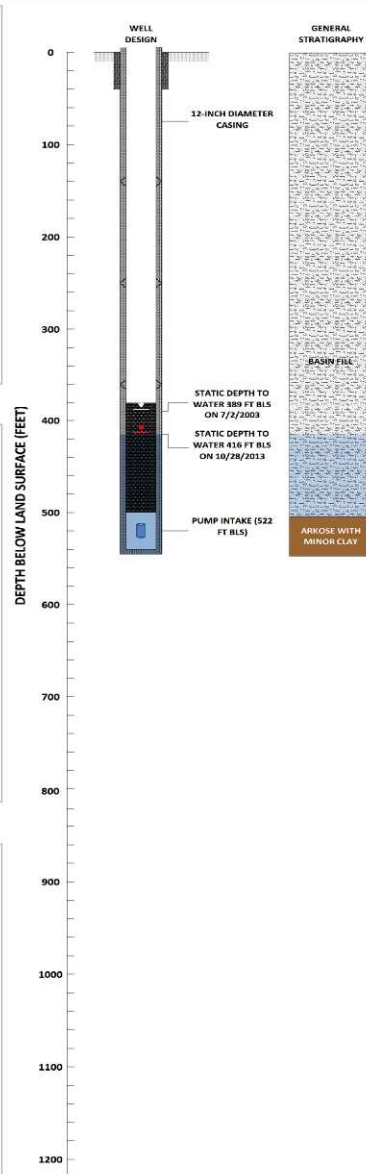 WELL
DESIGN
GENERAL
STRATIGRAPHY
DEPTH BELOW LAND SURFACE (FEET)
0
100
200
300
400
500
600
700
800
900
1000
1100
1200
12-INCH DIAMETER
CASING
STATIC DEPTH TO
WATER 389 FT BLS
ON 7/2/2003
STATIC DEPTH TO
WATER 416 FT BLS
ON 10/28/2013
PUMP INTAKE (522
FT BLS)
BASIN FILL
ARKOSE WITH
MINOR CLAY